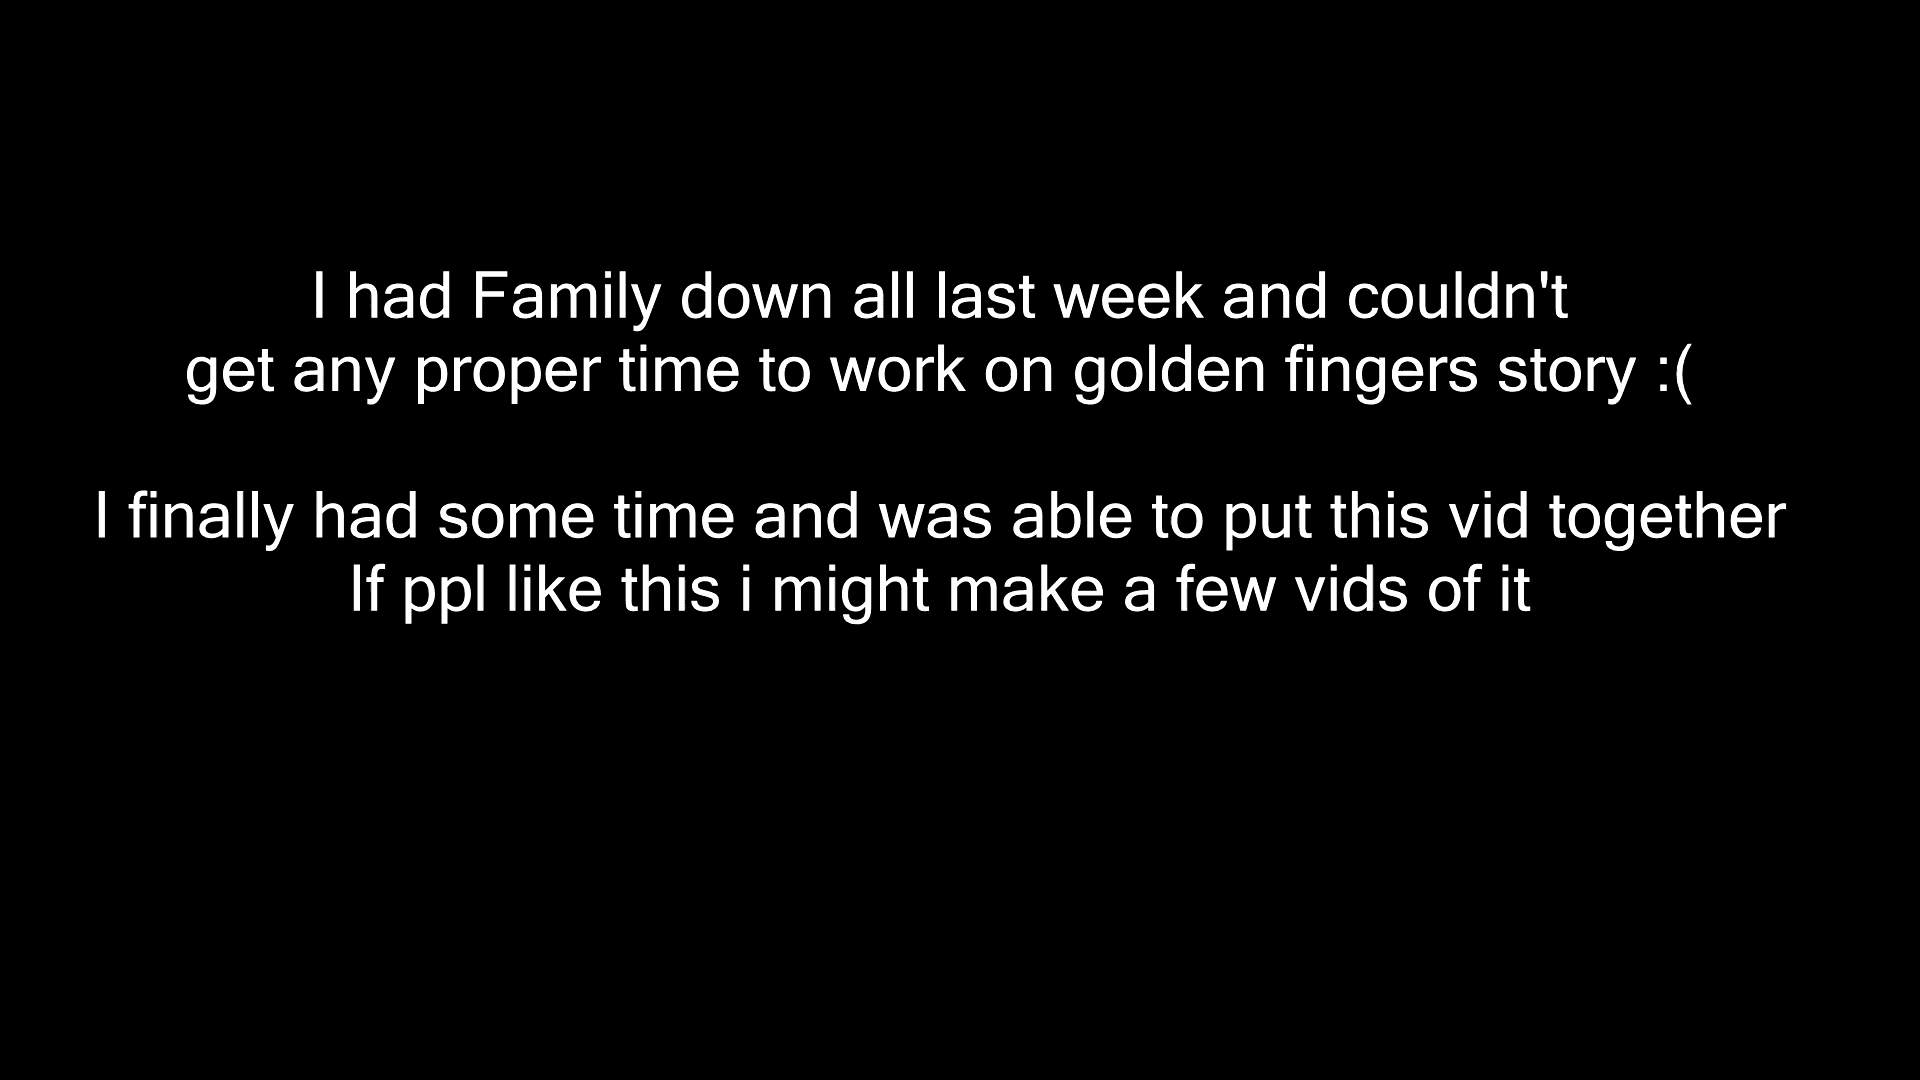 I had Family down all last week and couldn't
get any proper time to work on golden fingers story :(
I finally had some time and was able to put this vid together
If ppl like this i might make a few vids of it